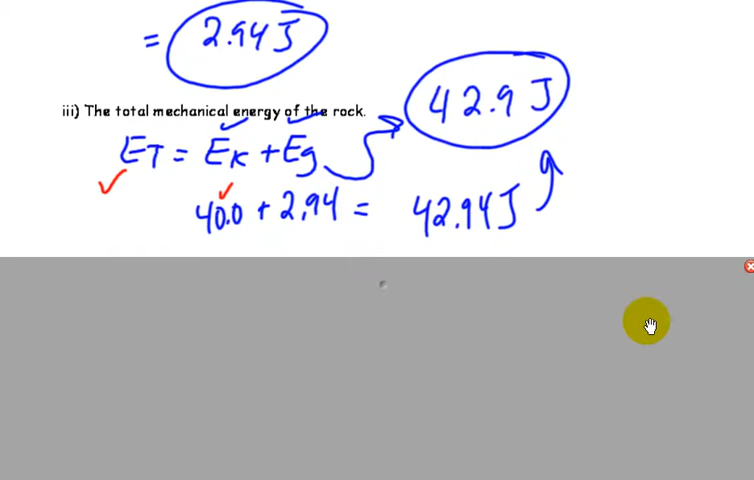 = 2.94 J
iii) The total mechanical energy of the rock.
42.9 J
ET = EK + Eg
40.0 + 2.94 = 42.94 J